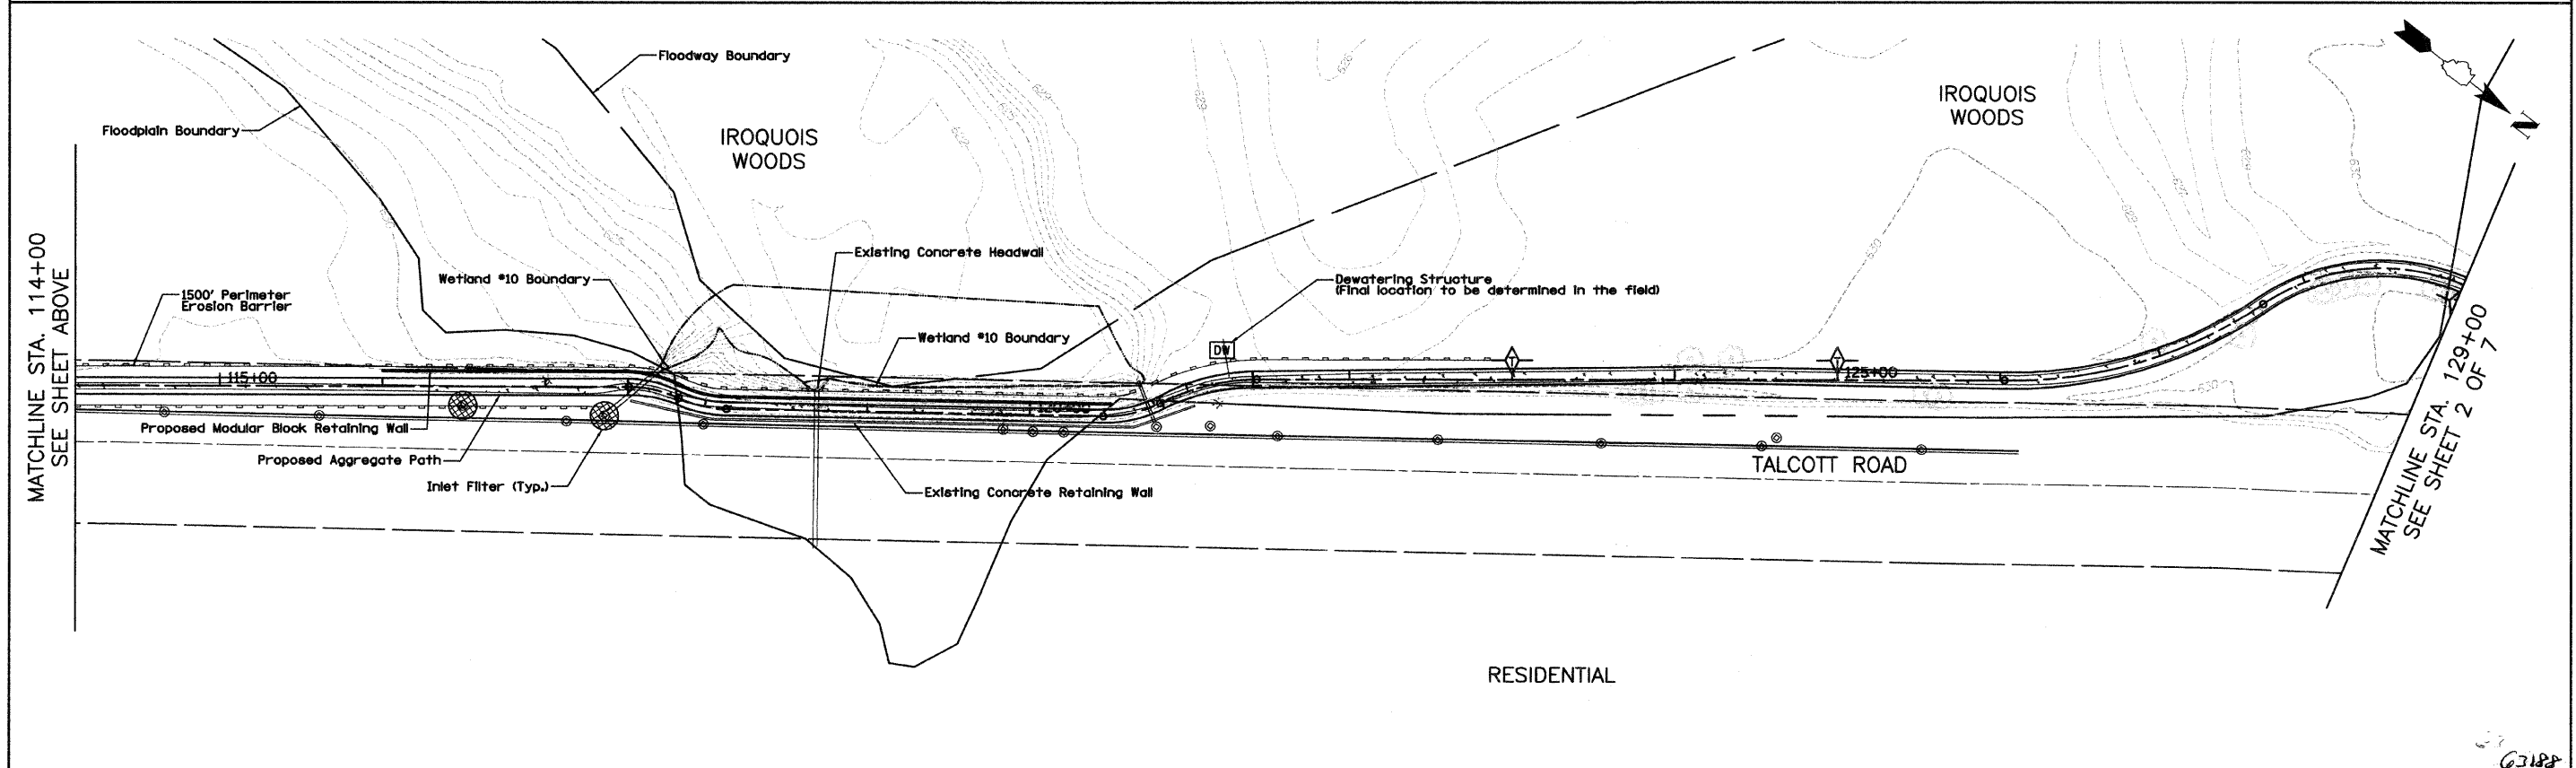 Floodway Boundary
Floodplain Boundary
IROQUOIS
WOODS
IROQUOIS
WOODS
N
MATCHLINE STA. 114+00
SEE SHEET ABOVE
1500' Perimeter
Erosion Barrier
Wetland #10 Boundary
Existing Concrete Headwall
Wetland #10 Boundary
Dewatering Structure
(Final location to be determined in the field)
DW
T
T
115+00
120+00
125+00
Proposed Modular Block Retaining Wall
Proposed Aggregate Path
Inlet Filter (Typ.)
Existing Concrete Retaining Wall
TALCOTT ROAD
MATCHLINE STA. 129+00
SEE SHEET 2 OF 7
RESIDENTIAL
630
630
63188